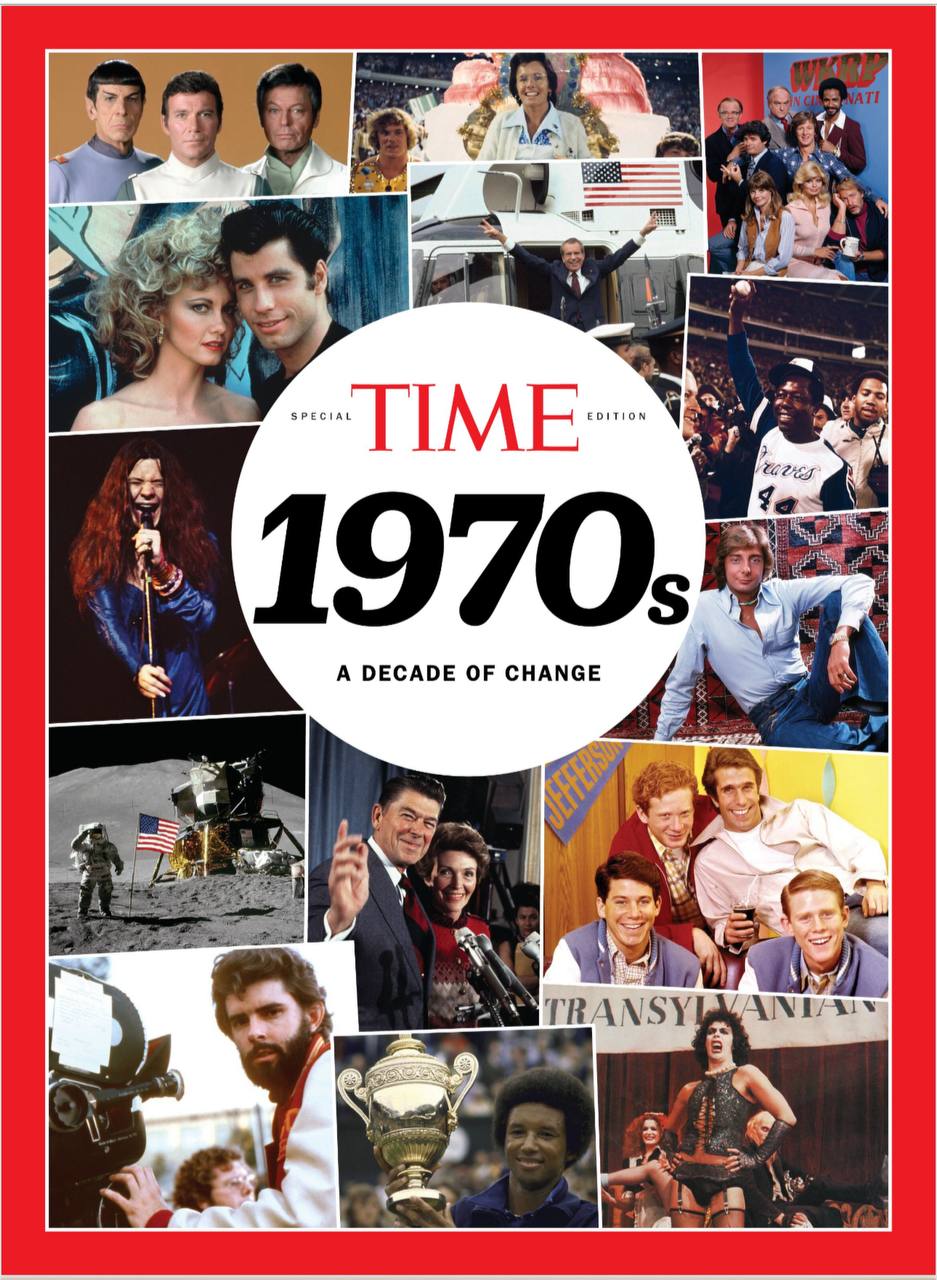 WKRP
IN CINCINNATI
SPECIAL TIME EDITION
1970s
A DECADE OF CHANGE
Braves
44
JEFFERSON
TRANSYLVANIAN